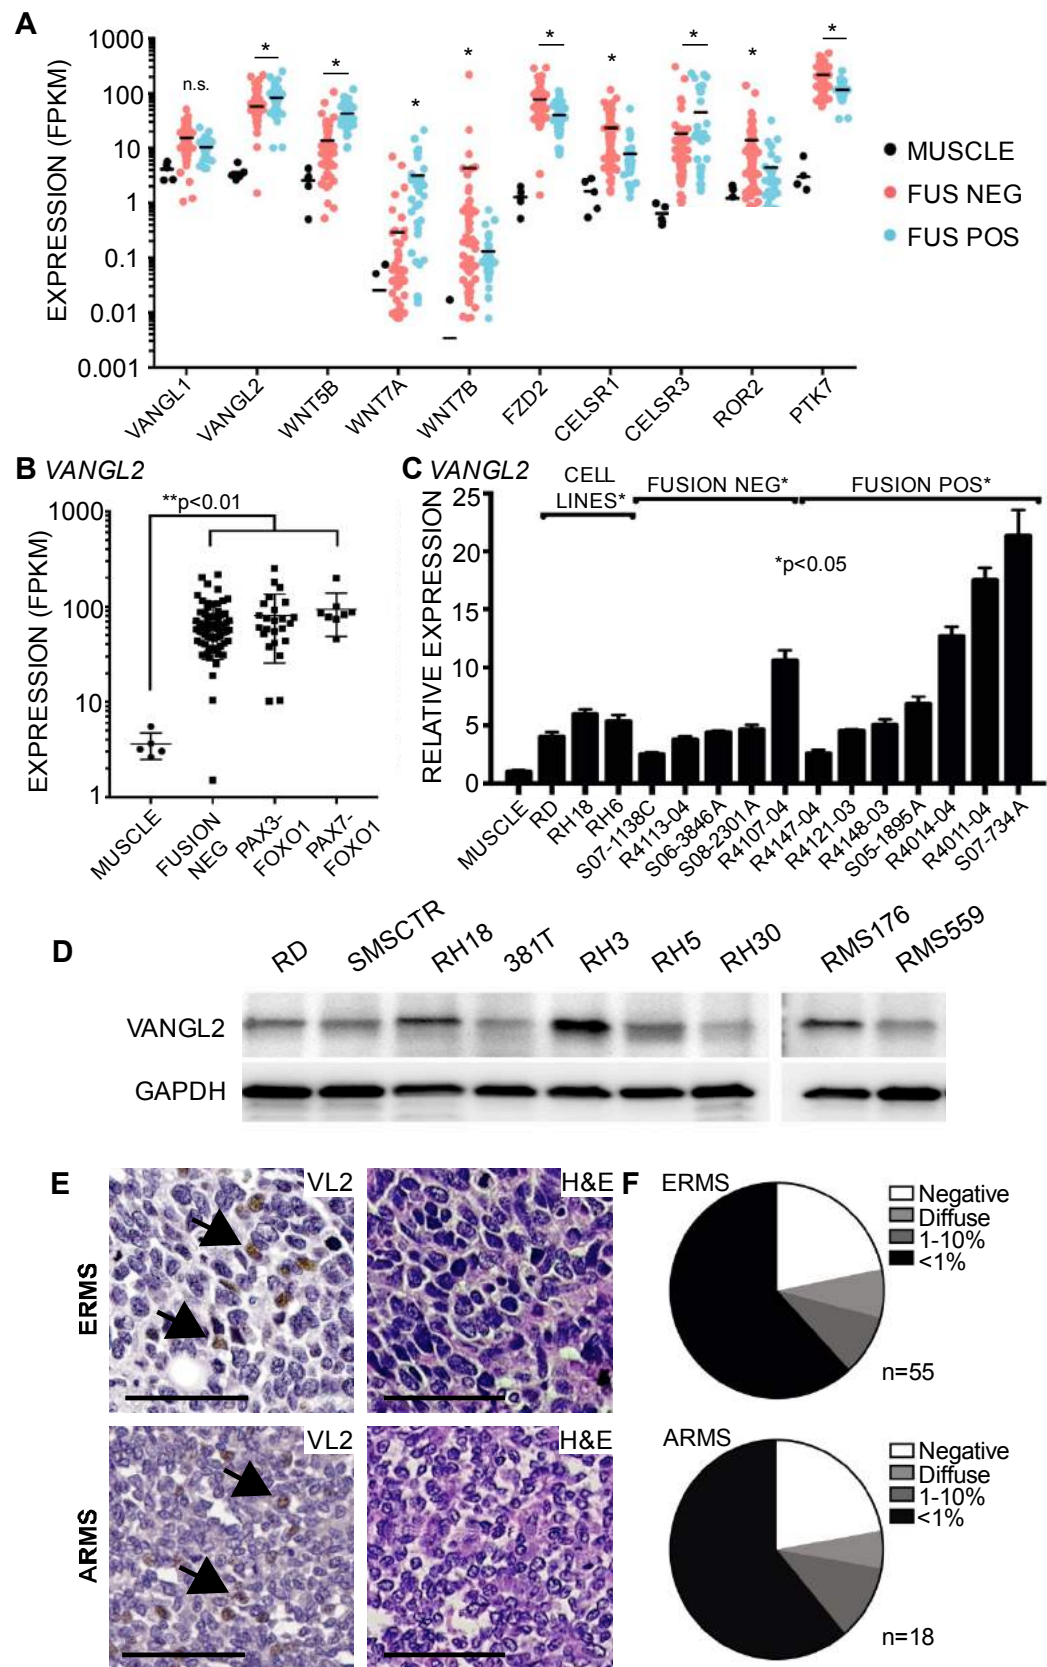 A
EXPRESSION (FPKM)
1000
100
10
1
0.1
0.01
0.001
n.s.
*
*
*
*
*
*
*
*
*
VANGL1
VANGL2
WNT5B
WNT7A
WNT7B
FZD2
CELSR1
CELSR3
ROR2
PTK7
MUSCLE
FUS NEG
FUS POS
B VANGL2
EXPRESSION (FPKM)
1000
100
10
1
**p<0.01
MUSCLE
FUSION NEG
PAX3-FOXO1
PAX7-FOXO1
C VANGL2
RELATIVE EXPRESSION
25
20
15
10
5
0
CELL LINES*
FUSION NEG*
FUSION POS*
*p<0.05
MUSCLE
RD
RH18
RH6
S07-1138C
R4113-04
S06-3846A
S08-2301A
R4107-04
R4147-04
R4121-03
R4148-03
S05-1895A
R4014-04
R4011-04
S07-734A
D
RD
SMSCTR
RH18
381T
RH3
RH5
RH30
RMS176
RMS559
VANGL2
GAPDH
E
ERMS
VL2
H&E
ARMS
VL2
H&E
F
ERMS
Negative
Diffuse
1-10%
<1%
n=55
ARMS
Negative
Diffuse
1-10%
<1%
n=18